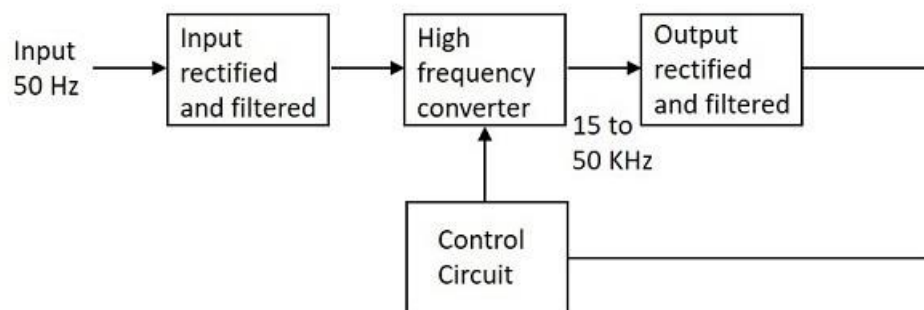 Input
50 Hz
Input
rectified
and filtered
High
frequency
converter
15 to
50 KHz
Output
rectified
and filtered
Control
Circuit